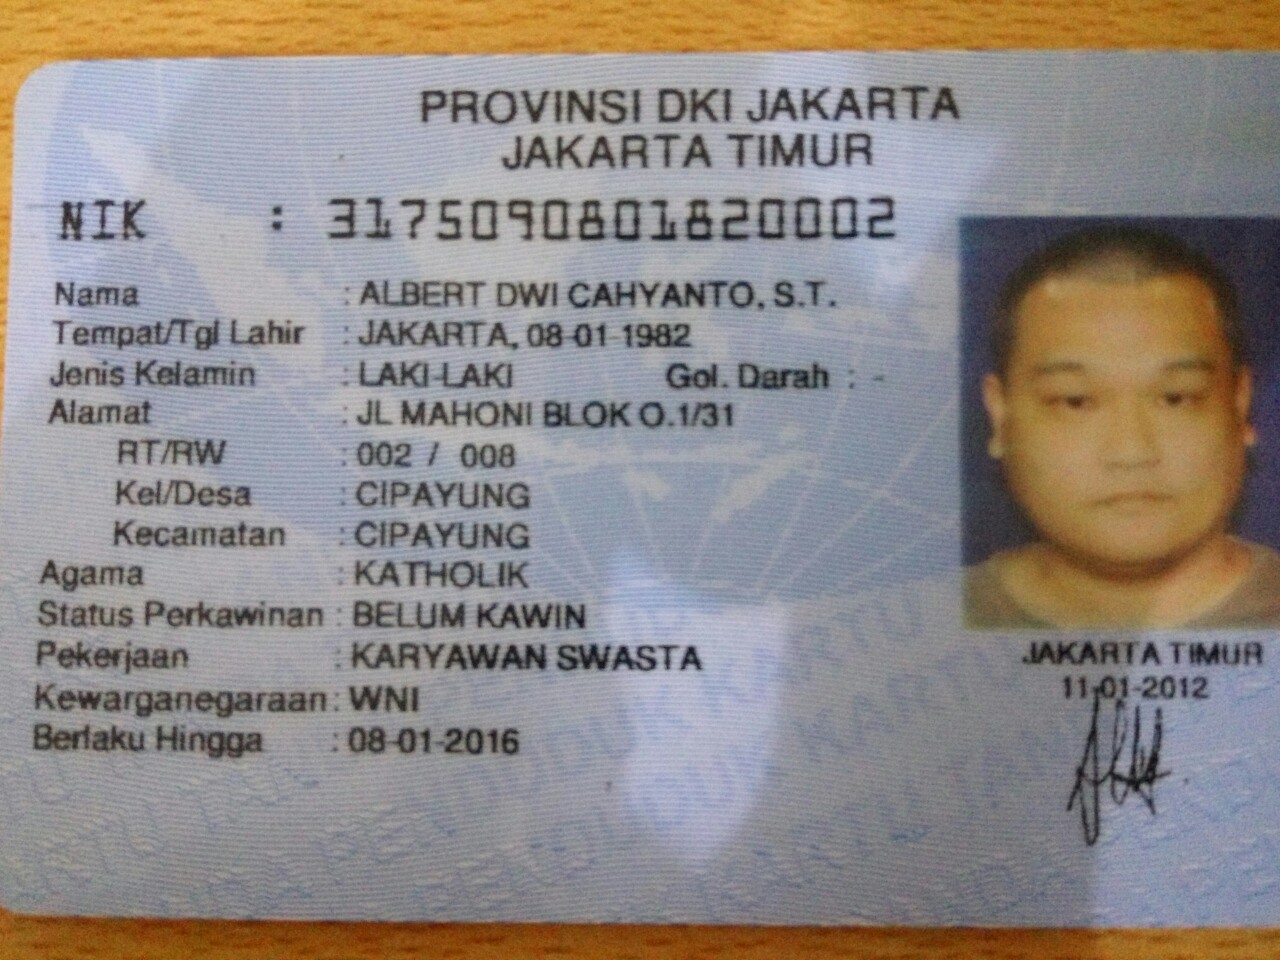 PROVINSI DKI JAKARTA
JAKARTA TIMUR
NIK : 3175090801820002
Nama : ALBERT DWI CAHYANTO, S.T.
Tempat/Tgl Lahir : JAKARTA, 08-01-1982
Jenis Kelamin : LAKI-LAKI Gol. Darah : -
Alamat : JL MAHONI BLOK O.1/31
RT/RW : 002 / 008
Kel/Desa : CIPAYUNG
Kecamatan : CIPAYUNG
Agama : KATHOLIK
Status Perkawinan : BELUM KAWIN
Pekerjaan : KARYAWAN SWASTA
Kewarganegaraan : WNI
Berlaku Hingga : 08-01-2016
JAKARTA TIMUR
11-01-2012